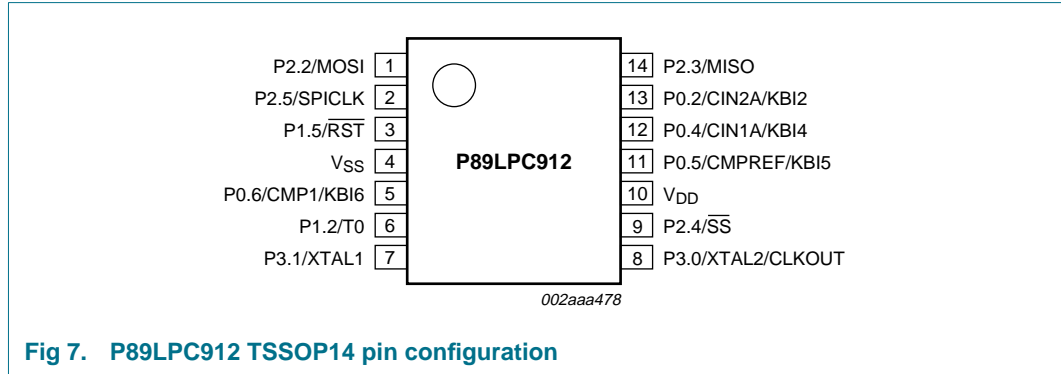 P2.2/MOSI 1 14 P2.3/MISO
P2.5/SPICLK 2 13 P0.2/CIN2A/KBI2
P1.5/R̅S̅T̅ 3 12 P0.4/CIN1A/KBI4
VSS 4 P89LPC912 11 P0.5/CMPREF/KBI5
P0.6/CMP1/KBI6 5 10 VDD
P1.2/T0 6 9 P2.4/S̅S̅
P3.1/XTAL1 7 8 P3.0/XTAL2/CLKOUT
002aaa478
Fig 7. P89LPC912 TSSOP14 pin configuration